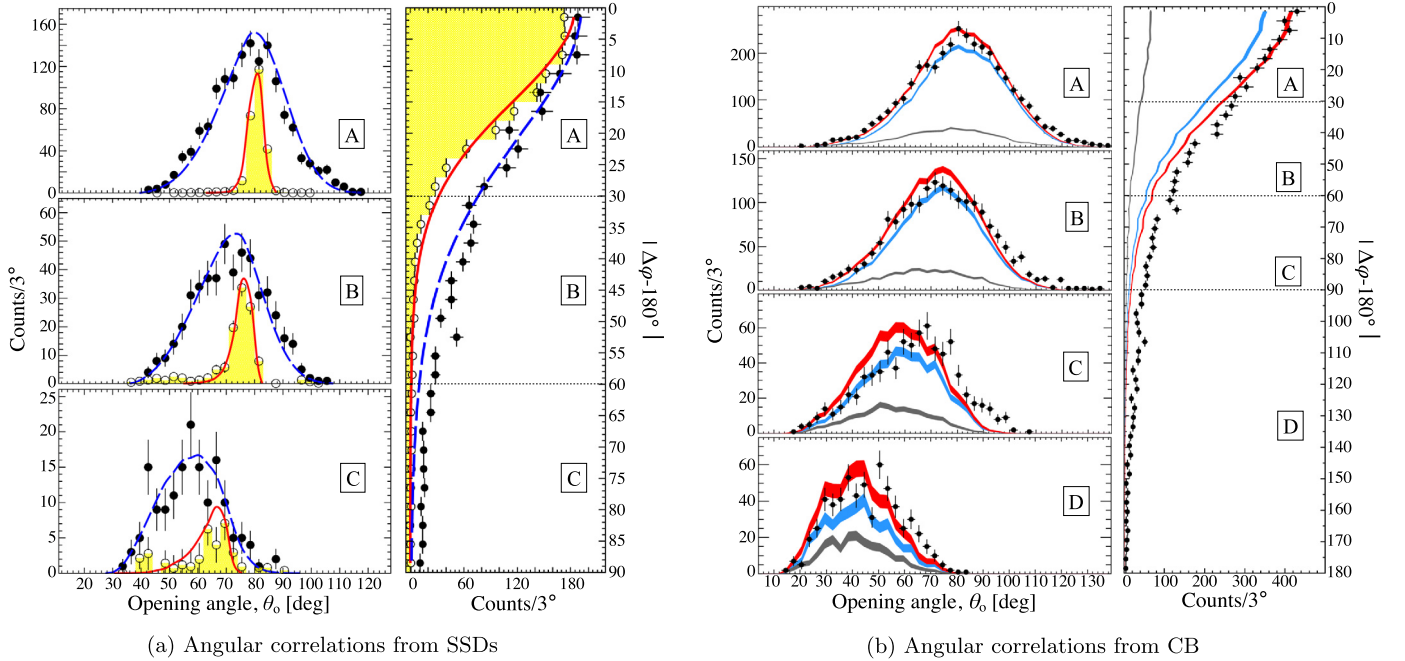 160
120
80
40
0
A
60
50
40
30
20
10
0
B
25
20
15
10
5
0
C
Counts/3°
20 40 60 80 100 120
Opening angle, θo [deg]
0
5
10
15
20
25
30
35
40
45
50
55
60
65
70
75
80
85
90
A
B
C
| Δφ-180° |
0 60 120 180
Counts/3°
(a) Angular correlations from SSDs
200
100
0
A
150
100
50
0
B
60
40
20
0
C
60
40
20
0
D
Counts/3°
10 20 30 40 50 60 70 80 90 100 110 120 130
Opening angle, θo [deg]
0
10
20
30
40
50
60
70
80
90
100
110
120
130
140
150
160
170
180
A
B
C
D
| Δφ-180° |
0 100 200 300 400
Counts/3°
(b) Angular correlations from CB